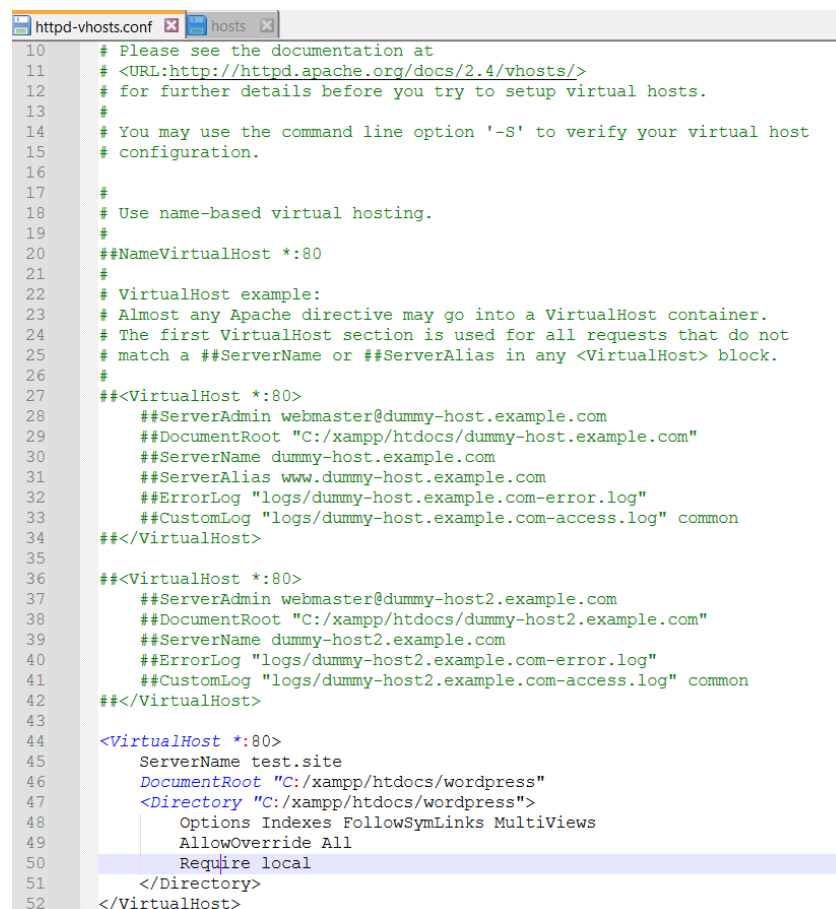 httpd-vhosts.conf hosts
10 # Please see the documentation at
11 # <URL:http://httpd.apache.org/docs/2.4/vhosts/>
12 # for further details before you try to setup virtual hosts.
13 #
14 # You may use the command line option '-S' to verify your virtual host
15 # configuration.
16
17 #
18 # Use name-based virtual hosting.
19 #
20 ##NameVirtualHost *:80
21 #
22 # VirtualHost example:
23 # Almost any Apache directive may go into a VirtualHost container.
24 # The first VirtualHost section is used for all requests that do not
25 # match a ##ServerName or ##ServerAlias in any <VirtualHost> block.
26 #
27 ##<VirtualHost *:80>
28 ##ServerAdmin webmaster@dummy-host.example.com
29 ##DocumentRoot "C:/xampp/htdocs/dummy-host.example.com"
30 ##ServerName dummy-host.example.com
31 ##ServerAlias www.dummy-host.example.com
32 ##ErrorLog "logs/dummy-host.example.com-error.log"
33 ##CustomLog "logs/dummy-host.example.com-access.log" common
34 ##</VirtualHost>
35
36 ##<VirtualHost *:80>
37 ##ServerAdmin webmaster@dummy-host2.example.com
38 ##DocumentRoot "C:/xampp/htdocs/dummy-host2.example.com"
39 ##ServerName dummy-host2.example.com
40 ##ErrorLog "logs/dummy-host2.example.com-error.log"
41 ##CustomLog "logs/dummy-host2.example.com-access.log" common
42 ##</VirtualHost>
43
44 <VirtualHost *:80>
45 ServerName test.site
46 DocumentRoot "C:/xampp/htdocs/wordpress"
47 <Directory "C:/xampp/htdocs/wordpress">
48 Options Indexes FollowSymLinks MultiViews
49 AllowOverride All
50 Require local
51 </Directory>
52 </VirtualHost>